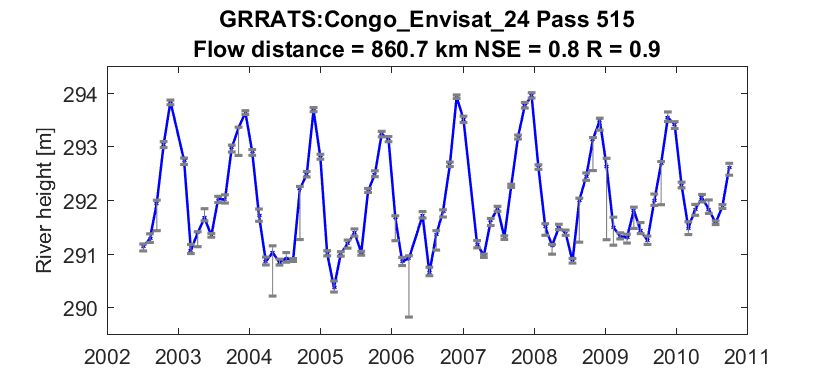 GRRATS:Congo_Envisat_24 Pass 515
Flow distance = 860.7 km NSE = 0.8 R = 0.9
River height [m]
294
293
292
291
290
2002 2003 2004 2005 2006 2007 2008 2009 2010 2011